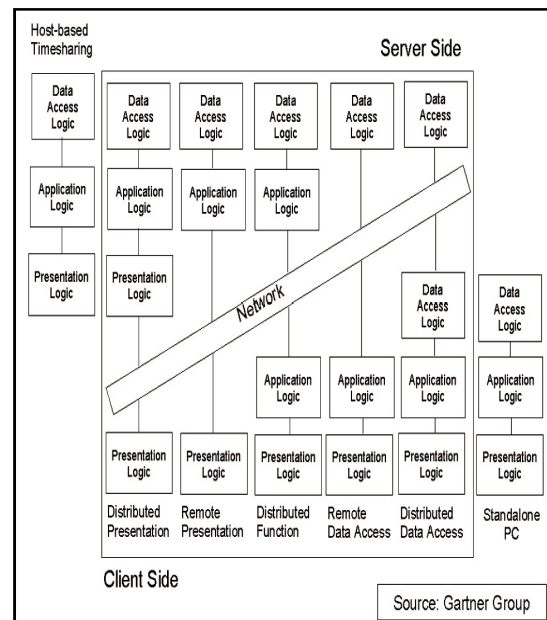 Host-based
Timesharing
Server Side
Data
Access
Logic
Application
Logic
Presentation
Logic
Data
Access
Logic
Application
Logic
Presentation
Logic
Presentation
Logic
Distributed
Presentation
Data
Access
Logic
Application
Logic
Presentation
Logic
Remote
Presentation
Data
Access
Logic
Application
Logic
Application
Logic
Presentation
Logic
Distributed
Function
Data
Access
Logic
Application
Logic
Presentation
Logic
Remote
Data Access
Data
Access
Logic
Data
Access
Logic
Application
Logic
Presentation
Logic
Distributed
Data Access
Data
Access
Logic
Application
Logic
Presentation
Logic
Standalone
PC
Network
Client Side
Source: Gartner Group